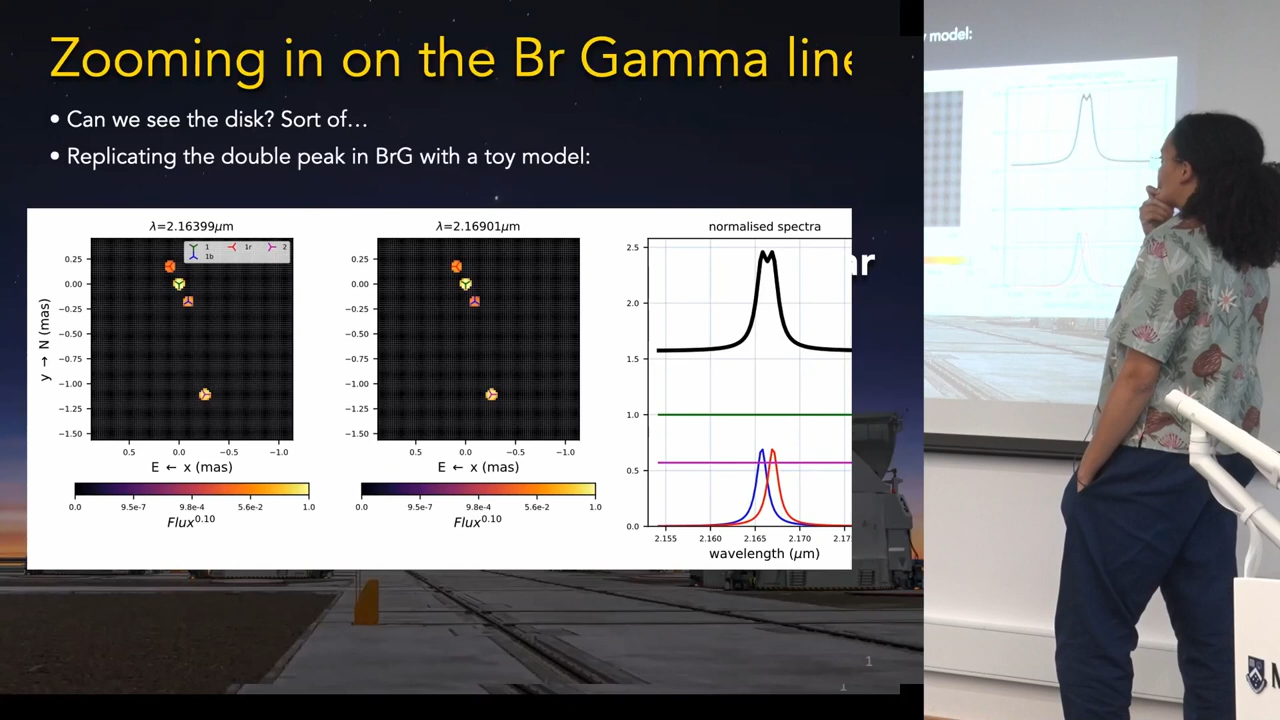 Zooming in on the Br Gamma line
• Can we see the disk? Sort of…
• Replicating the double peak in BrG with a toy model:
ar
model:
λ=2.16399μm
λ=2.16901μm
normalised spectra
1
1r
2
1b
0.25
0.00
−0.25
−0.50
−0.75
−1.00
−1.25
−1.50
y → N (mas)
0.5 0.0 −0.5 −1.0
E ← x (mas)
0.0 9.5e-7 9.8e-4 5.6e-2 1.0
Flux0.10
0.25
0.00
−0.25
−0.50
−0.75
−1.00
−1.25
−1.50
0.5 0.0 −0.5 −1.0
E ← x (mas)
0.0 9.5e-7 9.8e-4 5.6e-2 1.0
Flux0.10
2.5
2.0
1.5
1.0
0.5
0.0
2.155 2.160 2.165 2.170 2.17
wavelength (μm)
1
1